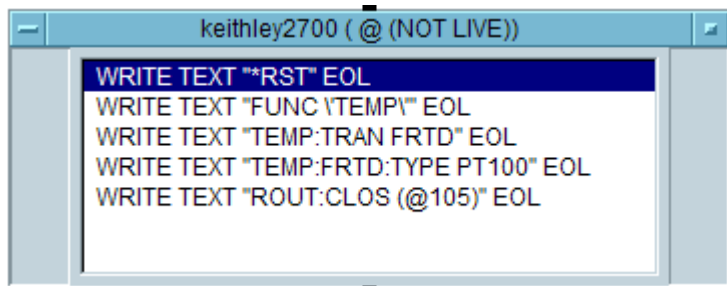 keithley2700 ( @ (NOT LIVE))
WRITE TEXT "*RST" EOL
WRITE TEXT "FUNC \'TEMP\'" EOL
WRITE TEXT "TEMP:TRAN FRTD" EOL
WRITE TEXT "TEMP:FRTD:TYPE PT100" EOL
WRITE TEXT "ROUT:CLOS (@105)" EOL